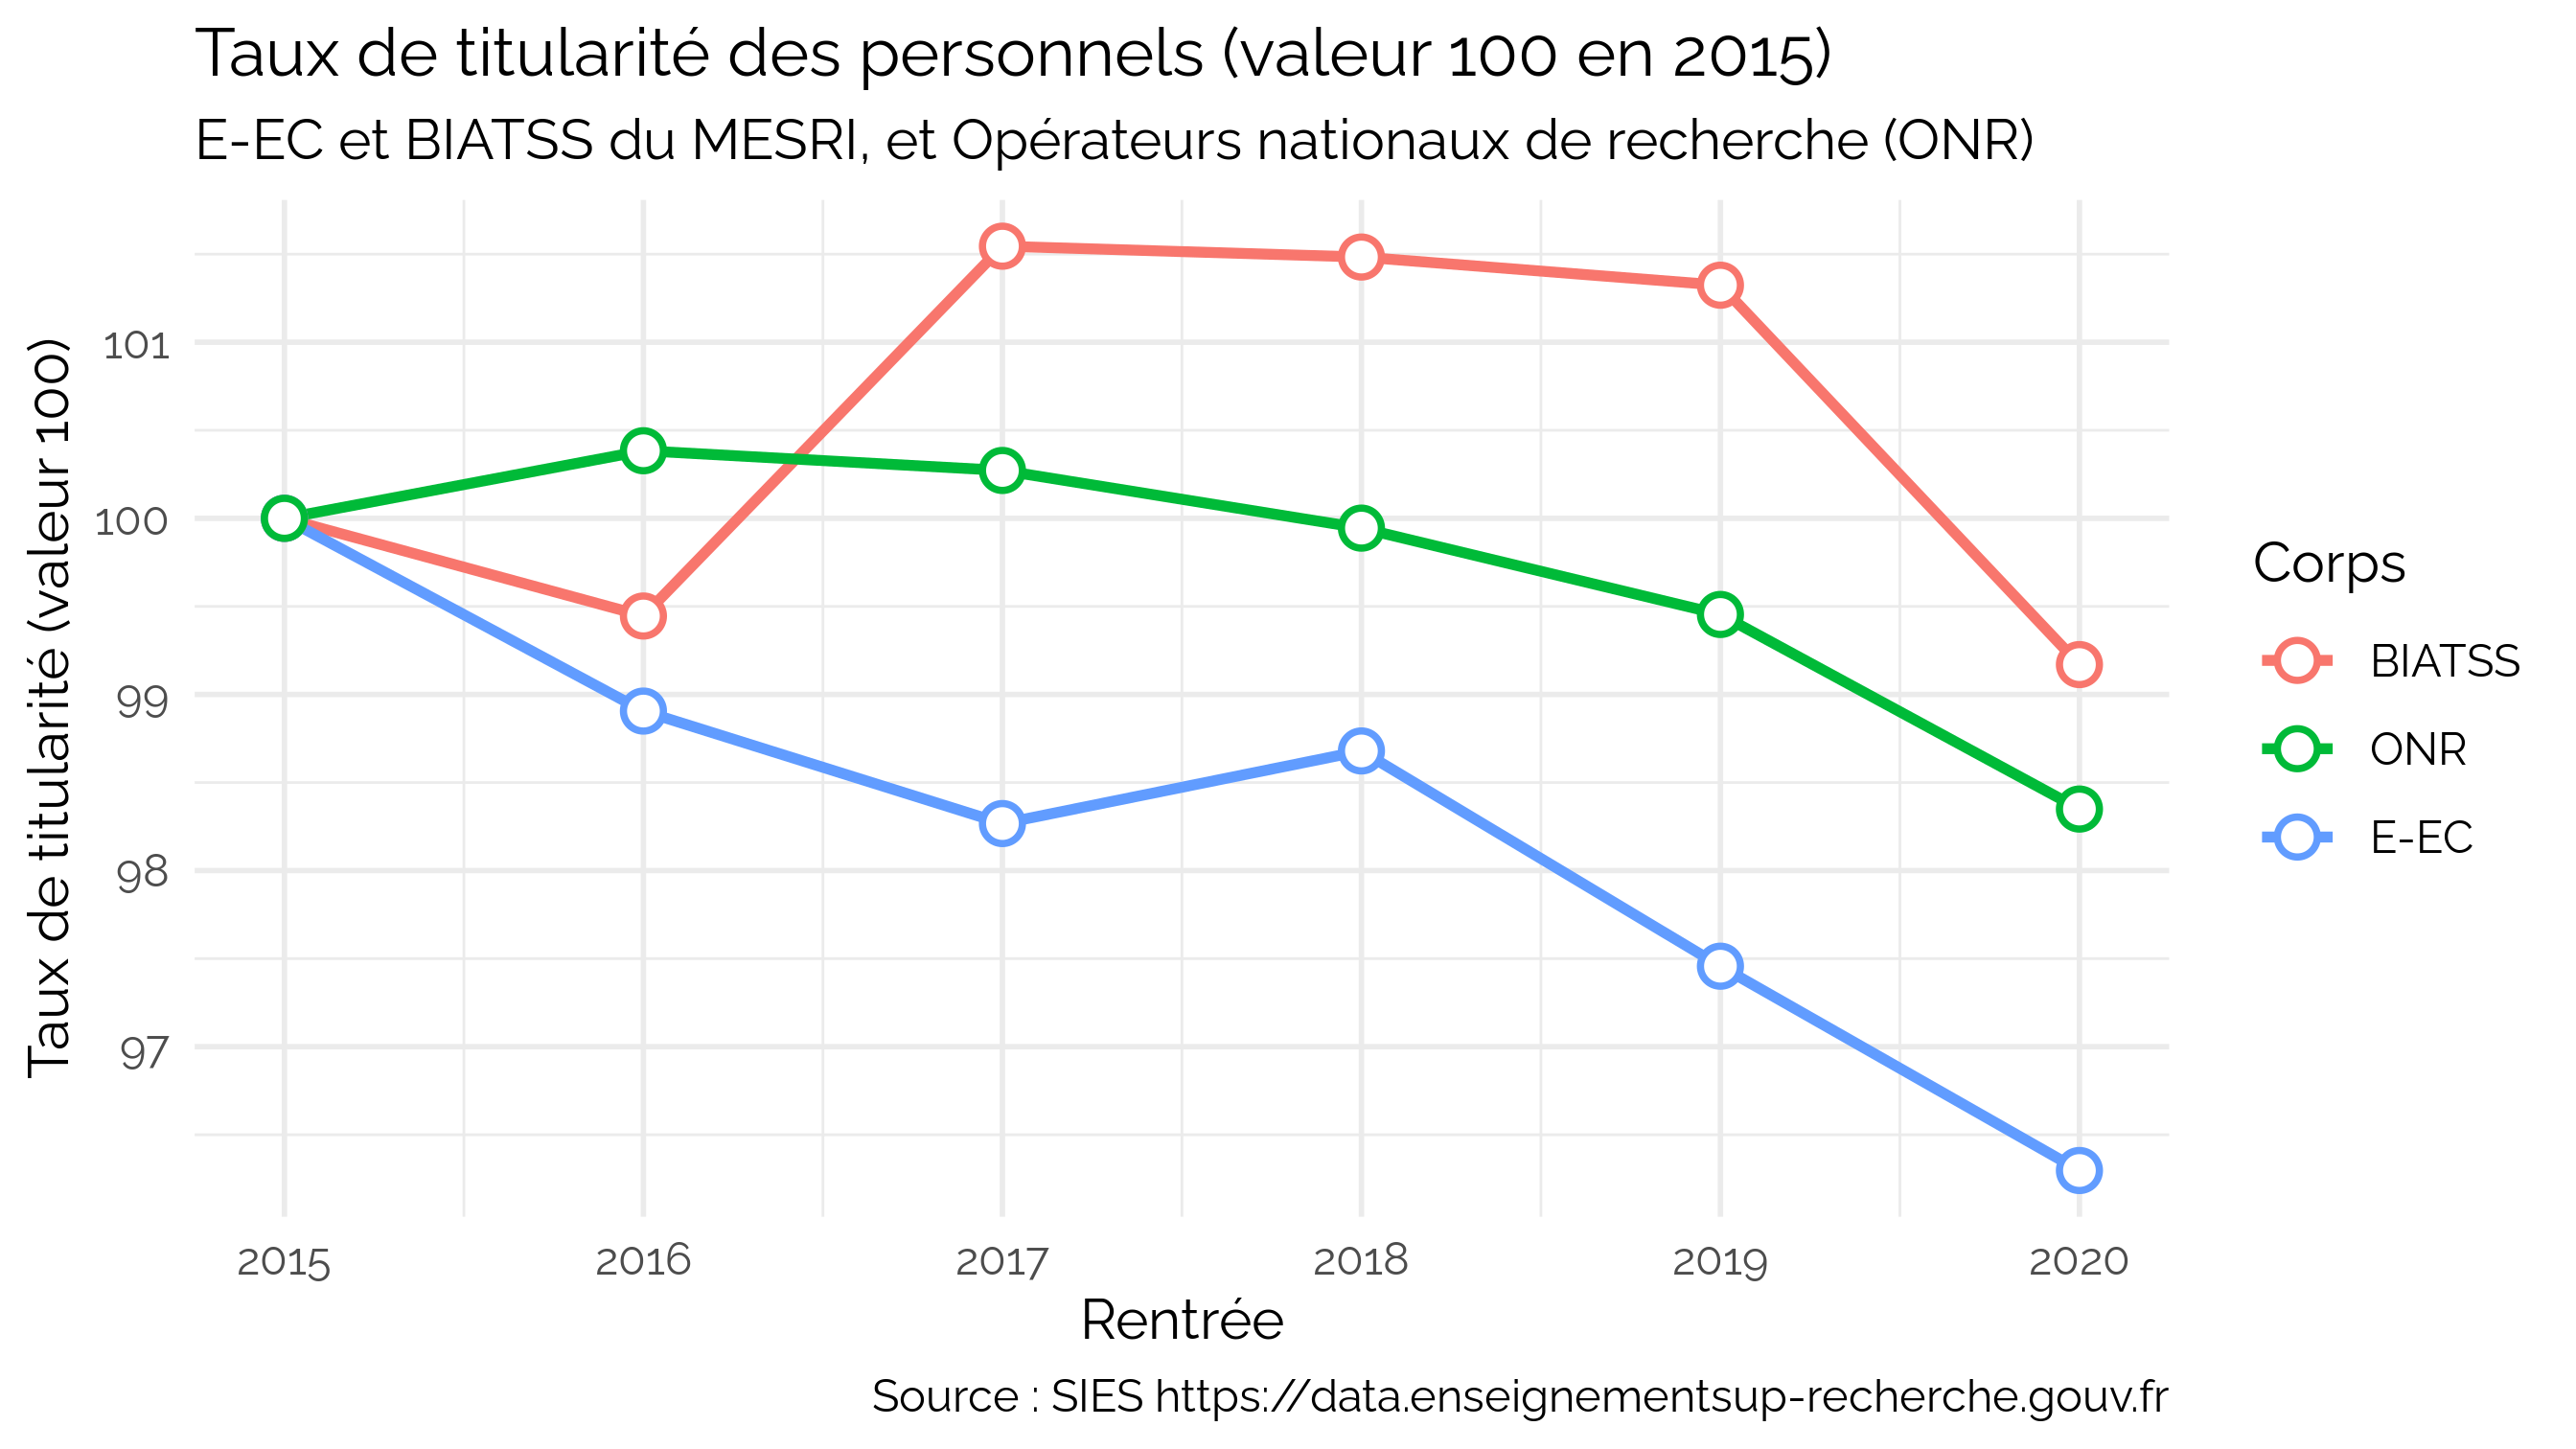 Taux de titularité des personnels (valeur 100 en 2015)
E-EC et BIATSS du MESRI, et Opérateurs nationaux de recherche (ONR)
Taux de titularité (valeur 100)
101
100
99
98
97
2015 2016 2017 2018 2019 2020
Rentrée
Corps
BIATSS
ONR
E-EC
Source : SIES https://data.enseignementsup-recherche.gouv.fr